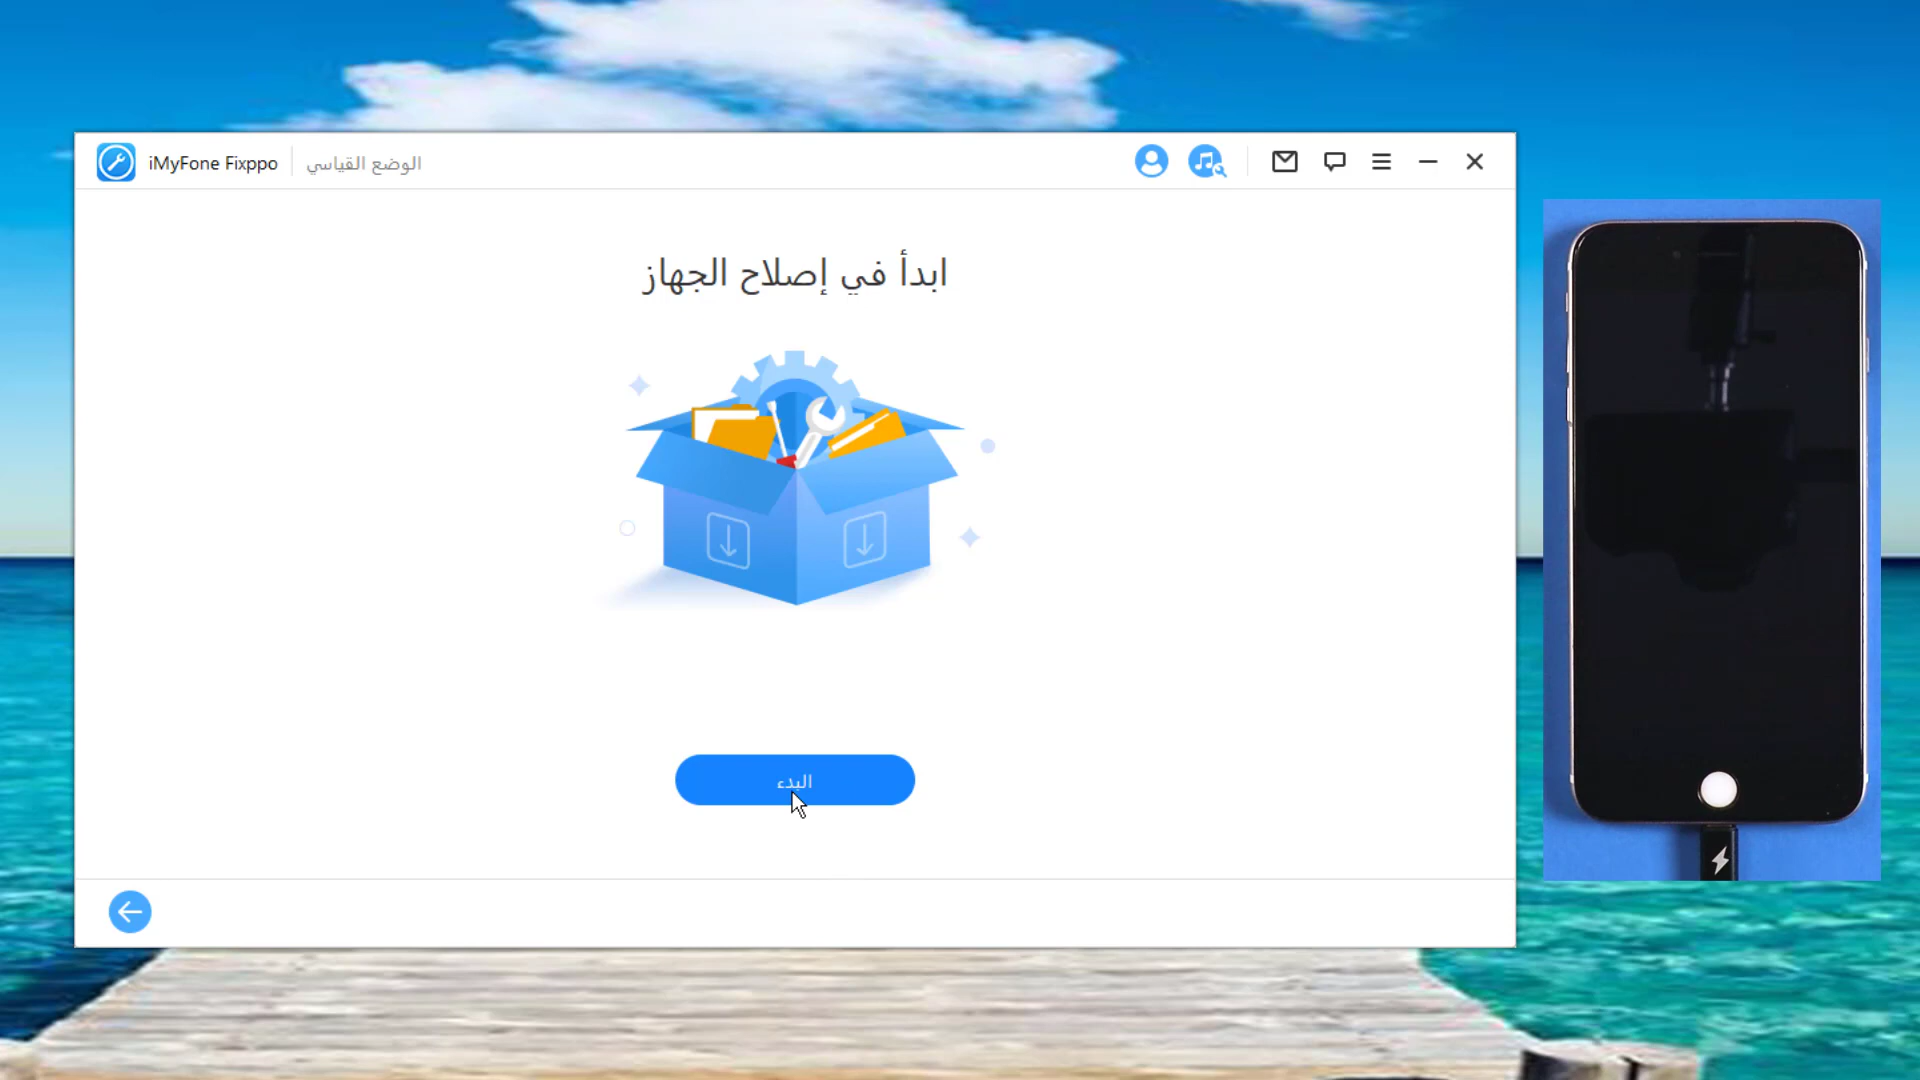 iMyFone Fixppo
الوضع القياسي
ابدأ في إصلاح الجهاز
البدء